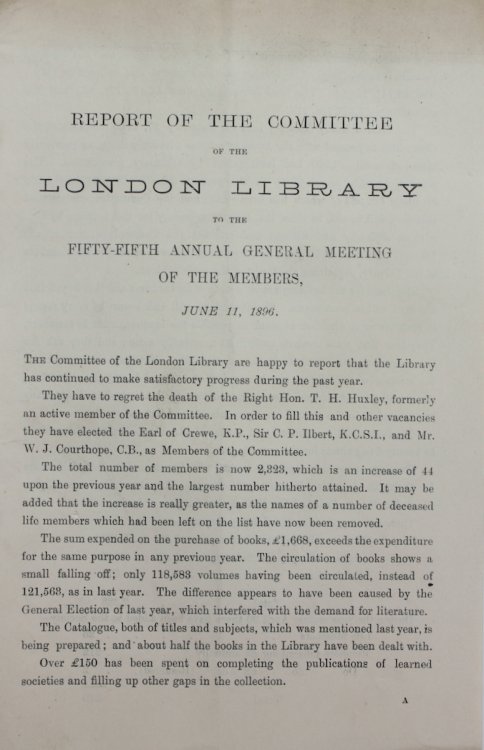 REPORT OF THE COMMITTEE
OF THE
LONDON LIBRARY
TO THE
FIFTY-FIFTH ANNUAL GENERAL MEETING
OF THE MEMBERS,
JUNE 11, 1896.
THE Committee of the London Library are happy to report that the Library
has continued to make satisfactory progress during the past year.
They have to regret the death of the Right Hon. T. H. Huxley, formerly
an active member of the Committee. In order to fill this and other vacancies
they have elected the Earl of Crewe, K.P., Sir C. P. Ilbert, K.C.S.I., and Mr.
W. J. Courthope, C.B., as Members of the Committee.
The total number of members is now 2,323, which is an increase of 44
upon the previous year and the largest number hitherto attained. It may be
added that the increase is really greater, as the names of a number of deceased
life members which had been left on the list have now been removed.
The sum expended on the purchase of books, £1,668, exceeds the expenditure
for the same purpose in any previous year. The circulation of books shows a
small falling off; only 118,583 volumes having been circulated, instead of
121,563, as in last year. The difference appears to have been caused by the
General Election of last year, which interfered with the demand for literature.
The Catalogue, both of titles and subjects, which was mentioned last year, is
being prepared; and about half the books in the Library have been dealt with.
Over £150 has been spent on completing the publications of learned
societies and filling up other gaps in the collection.
A